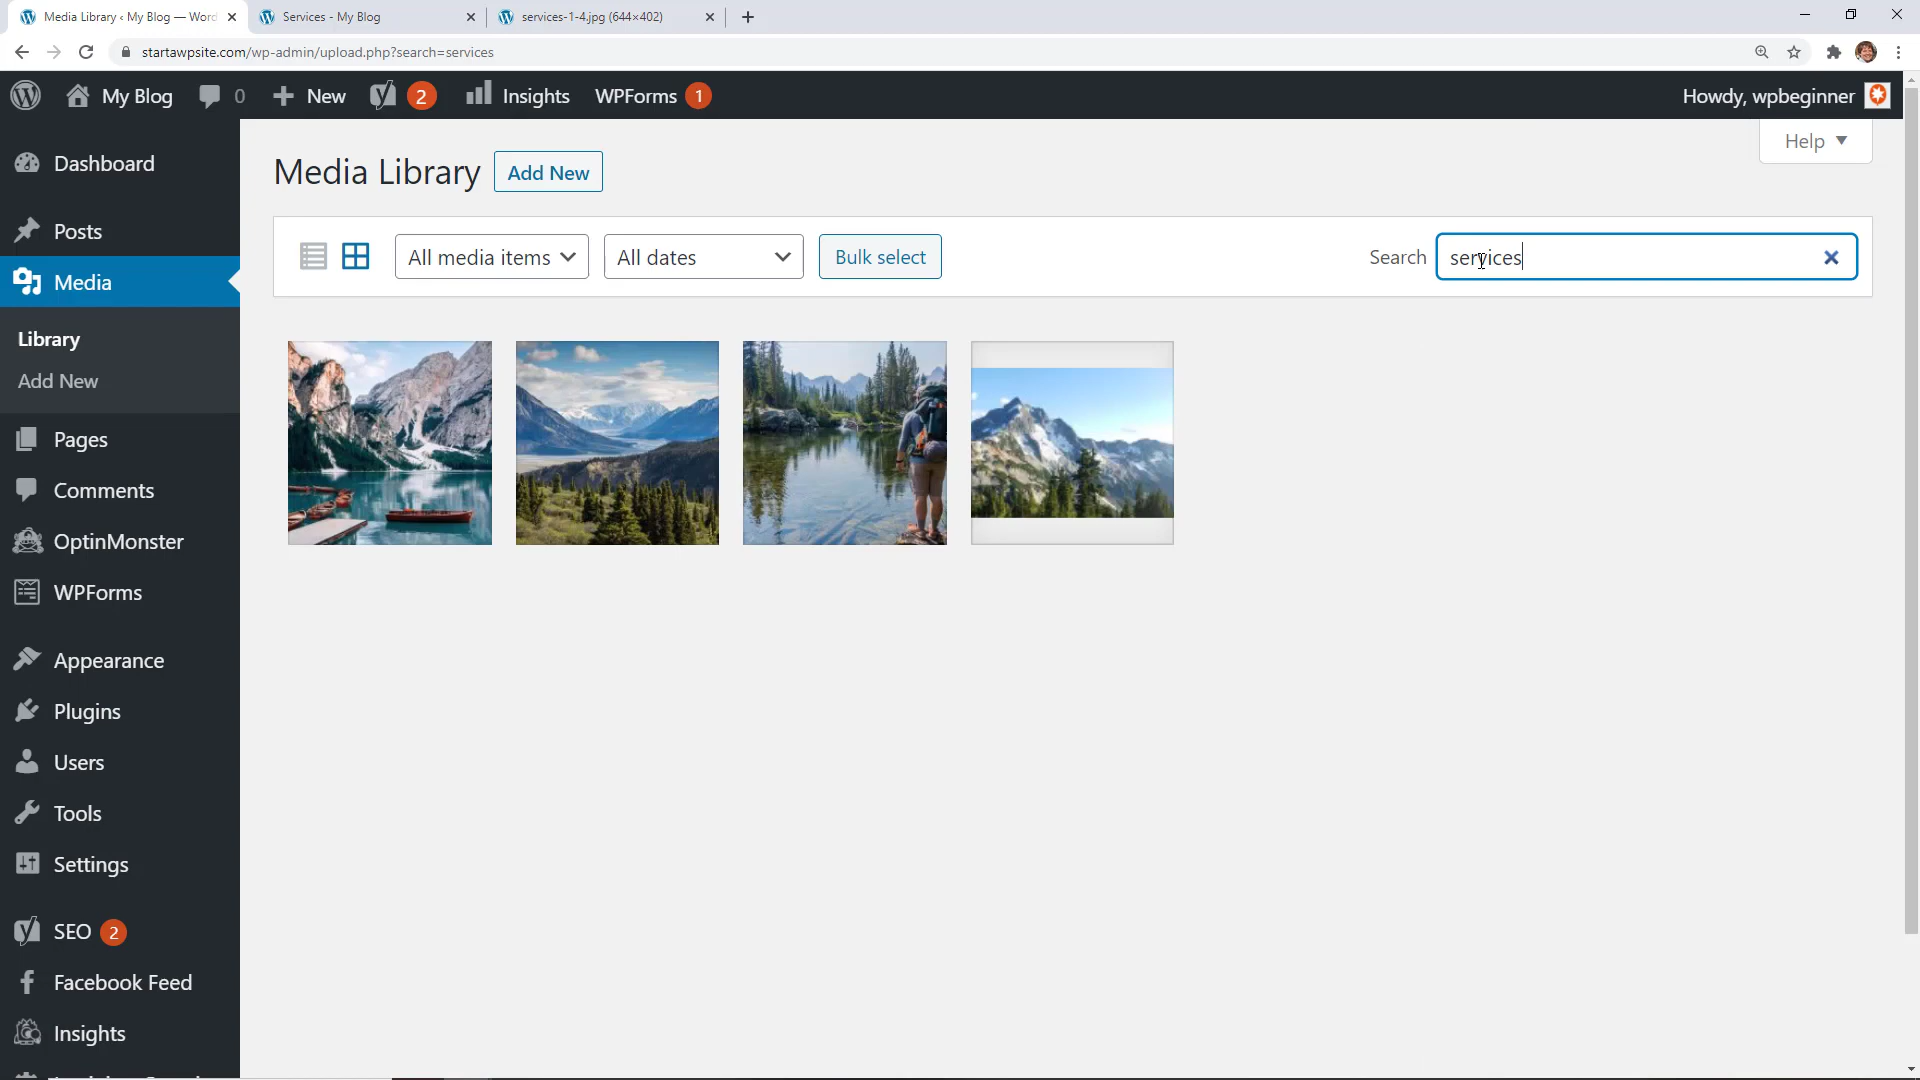 Media Library ‹ My Blog — Word
Services - My Blog
services-1-4.jpg (644×402)
startawpsite.com/wp-admin/upload.php?search=services
My Blog
0
New
2
Insights
WPForms 1
Howdy, wpbeginner
Help
Dashboard
Posts
Media
Library
Add New
Pages
Comments
OptinMonster
WPForms
Appearance
Plugins
Users
Tools
Settings
SEO 2
Facebook Feed
Insights
Media Library
Add New
All media items
All dates
Bulk select
Search
services